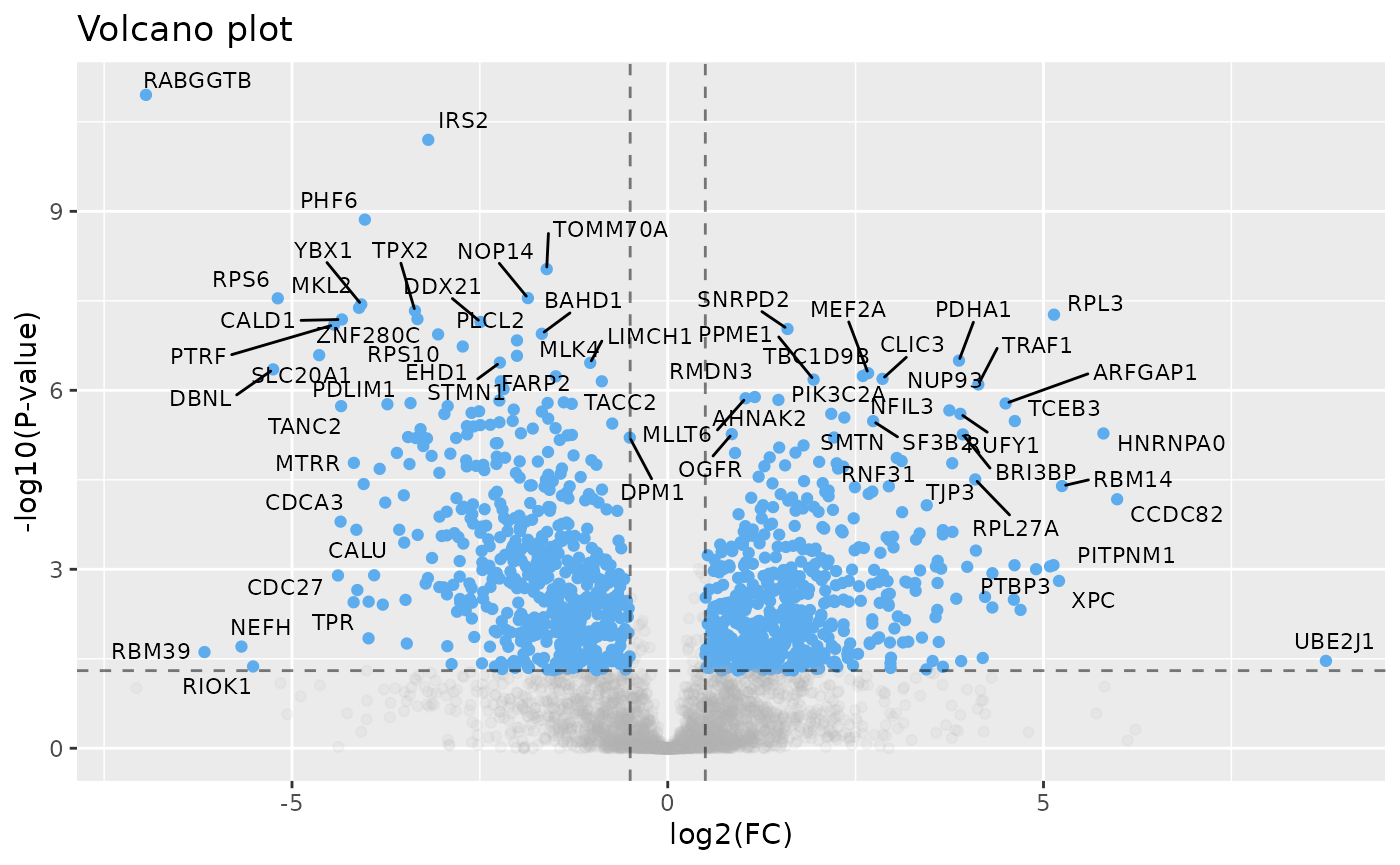 Volcano plot
RABGGTB
IRS2
PHF6
TOMM70A
YBX1 TPX2 NOP14
RPS6 MKL2 DDX21
BAHD1 SNRPD2 MEF2A PDHA1 RPL3
CALD1 ZNF280C PLCL2
LIMCH1 PPME1 CLIC3 TRAF1
PTRF RPS10 MLK4 TBC1D9B
SLC20A1 EHD1 FARP2 RMDN3 NUP93 ARFGAP1
DBNL PDLIM1 STMN1 TACC2 PIK3C2A NFIL3 TCEB3
TANC2 MLLT6 AHNAK2 SMTN SF3B2 RUFY1 HNRNPA0
MTRR OGFR RNF31 BRI3BP RBM14
CDCA3 DPM1 TJP3 CCDC82
RPL27A
CALU PITPNM1
CDC27 PTBP3 XPC
NEFH TPR
RBM39 UBE2J1
RIOK1
9
6
3
0
-5 0 5
log2(FC)
-log10(P-value)